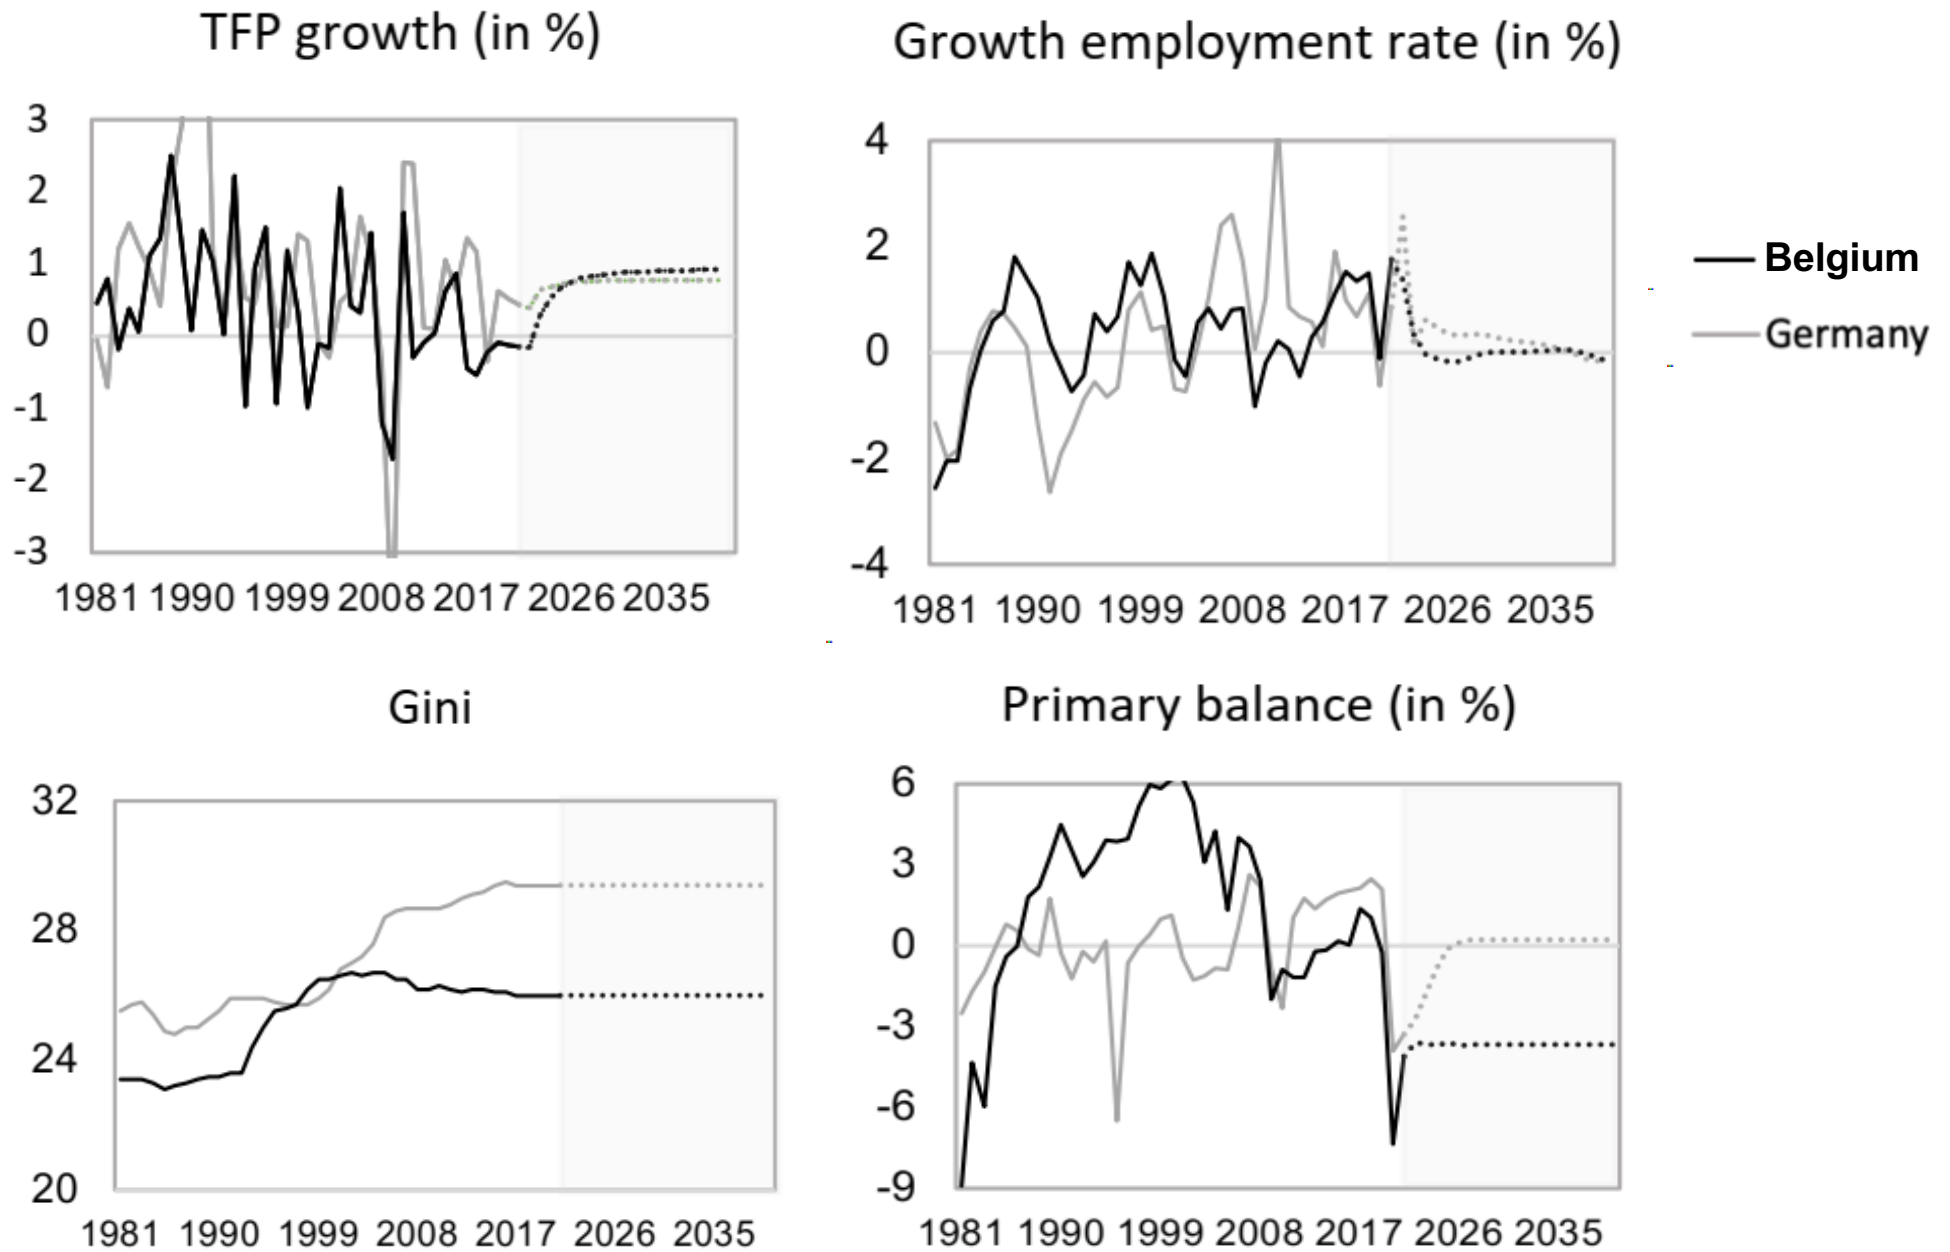 TFP growth (in %)
3
2
1
0
-1
-2
-3
1981 1990 1999 2008 2017 2026 2035
Growth employment rate (in %)
4
2
0
-2
-4
1981 1990 1999 2008 2017 2026 2035
Belgium
Germany
Gini
32
28
24
20
1981 1990 1999 2008 2017 2026 2035
Primary balance (in %)
6
3
0
-3
-6
-9
1981 1990 1999 2008 2017 2026 2035